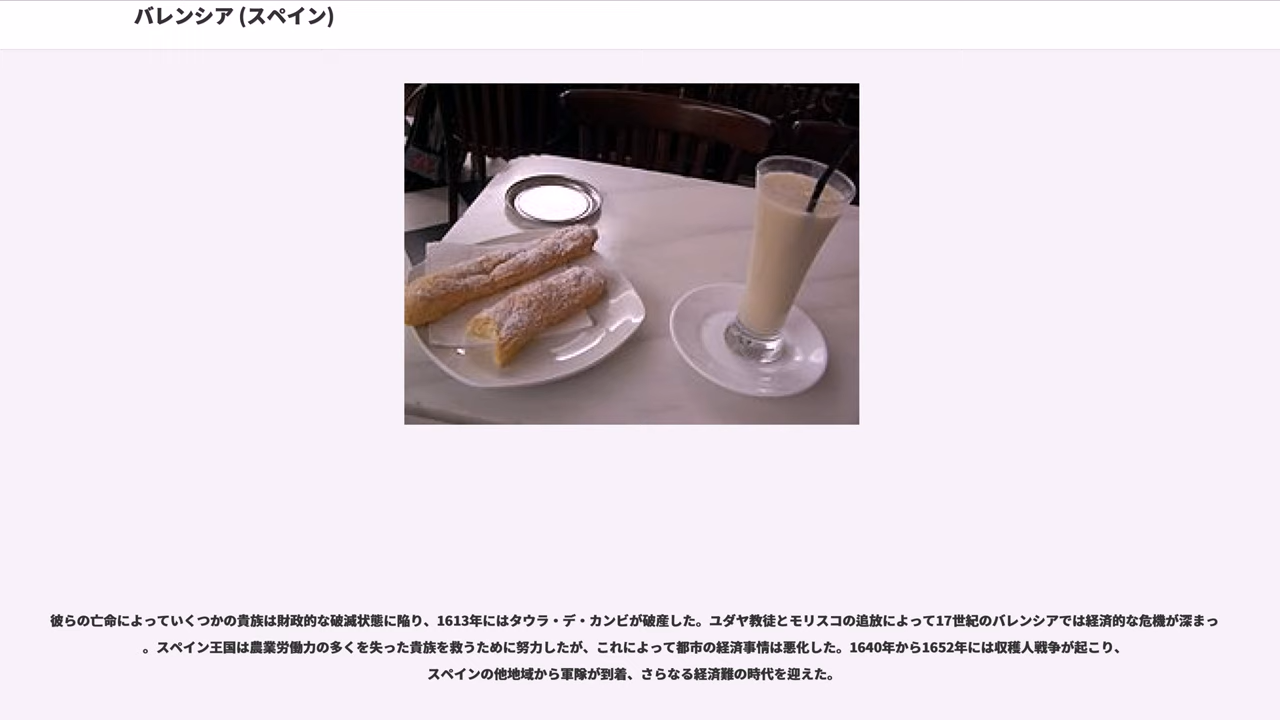 バレンシア (スペイン)
彼らの亡命によっていくつかの貴族は財政的な破滅状態に陥り、1613年にはタウラ・デ・カンビが破産した。ユダヤ教徒とモリスコの追放によって17世紀のバレンシアでは経済的な危機が深まっ
。スペイン王国は農業労働力の多くを失った貴族を救うために努力したが、これによって都市の経済事情は悪化した。1640年から1652年には収穫人戦争が起こり、
スペインの他地域から軍隊が到着、さらなる経済難の時代を迎えた。